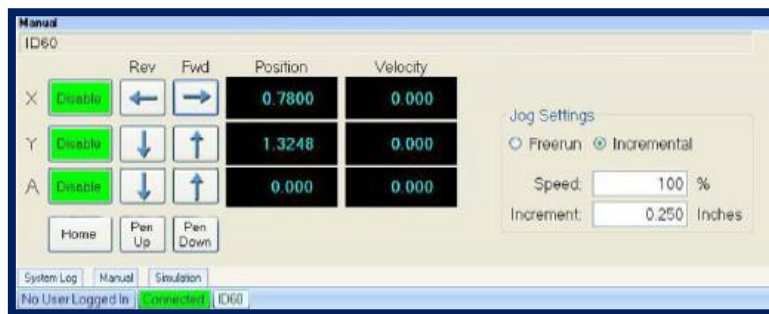 Manual
ID60
Rev Fwd Position Velocity
X Disable 0.7800 0.000
Y Disable 1.3248 0.000
A Disable 0.000 0.000
Home Pen Up Pen Down
Jog Settings
Freerun Incremental
Speed: 100 %
Increment: 0.250 Inches
System Log Manual Simulation
No User Logged In Connected ID60